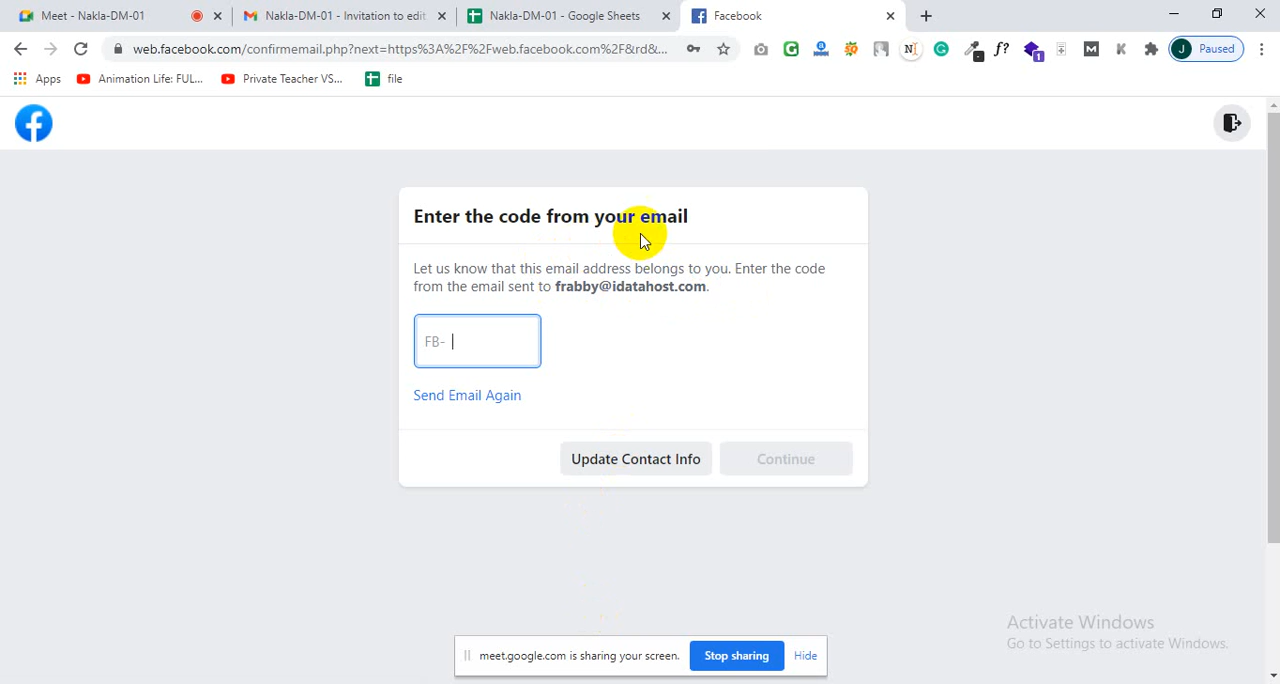 Meet - Nakla-DM-01
Nakla-DM-01 - Invitation to edit
Nakla-DM-01 - Google Sheets
Facebook
web.facebook.com/confirmemail.php?next=https%3A%2F%2Fweb.facebook.com%2F&rd&...
J Paused
Apps
Animation Life: FUL...
Private Teacher VS...
file
Enter the code from your email
Let us know that this email address belongs to you. Enter the code
from the email sent to frabby@idatahost.com.
FB-
Send Email Again
Update Contact Info
Continue
Activate Windows
Go to Settings to activate Windows.
meet.google.com is sharing your screen.
Stop sharing
Hide